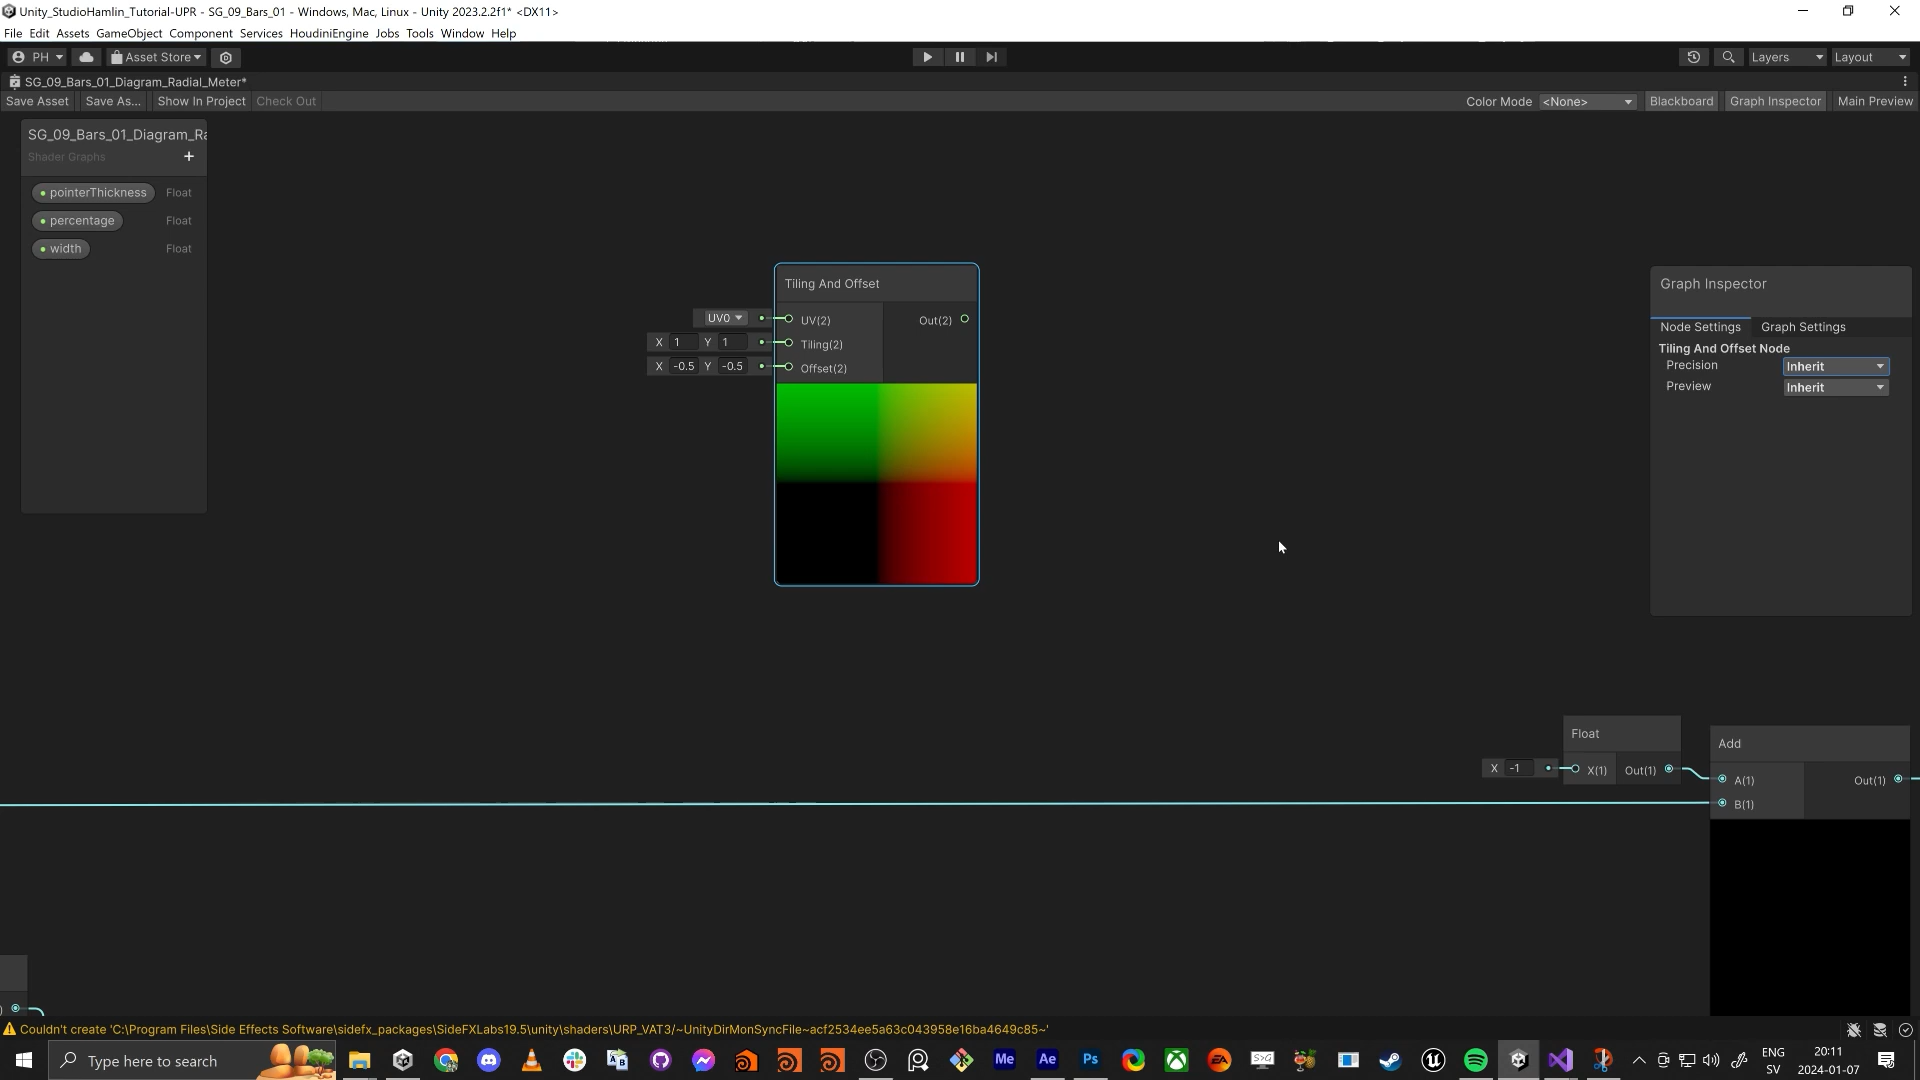 Unity_StudioHamlin_Tutorial-UPR - SG_09_Bars_01 - Windows, Mac, Linux - Unity 2023.2.2f1* <DX11>
File Edit Assets GameObject Component Services HoudiniEngine Jobs Tools Window Help
PH Asset Store Layers Layout
SG_09_Bars_01_Diagram_Radial_Meter*
Save Asset Save As... Show In Project Check Out Color Mode <None> Blackboard Graph Inspector Main Preview
SG_09_Bars_01_Diagram_Ra
Shader Graphs +
pointerThickness Float
percentage Float
width Float
Tiling And Offset
UV0 UV(2) Out(2)
X 1 Y 1 Tiling(2)
X -0.5 Y -0.5 Offset(2)
Graph Inspector
Node Settings Graph Settings
Tiling And Offset Node
Precision Inherit
Preview Inherit
Float
X -1 X(1) Out(1)
Add
A(1) Out(1)
B(1)
Couldn't create 'C:\Program Files\Side Effects Software\sidefx_packages\SideFXLabs19.5\unity\shaders\URP_VAT3/~UnityDirMonSyncFile~acf2534ee5a63c043958e16ba4649c85~'
Type here to search
Me Ae Ps
ENG
SV
20:11
2024-01-07